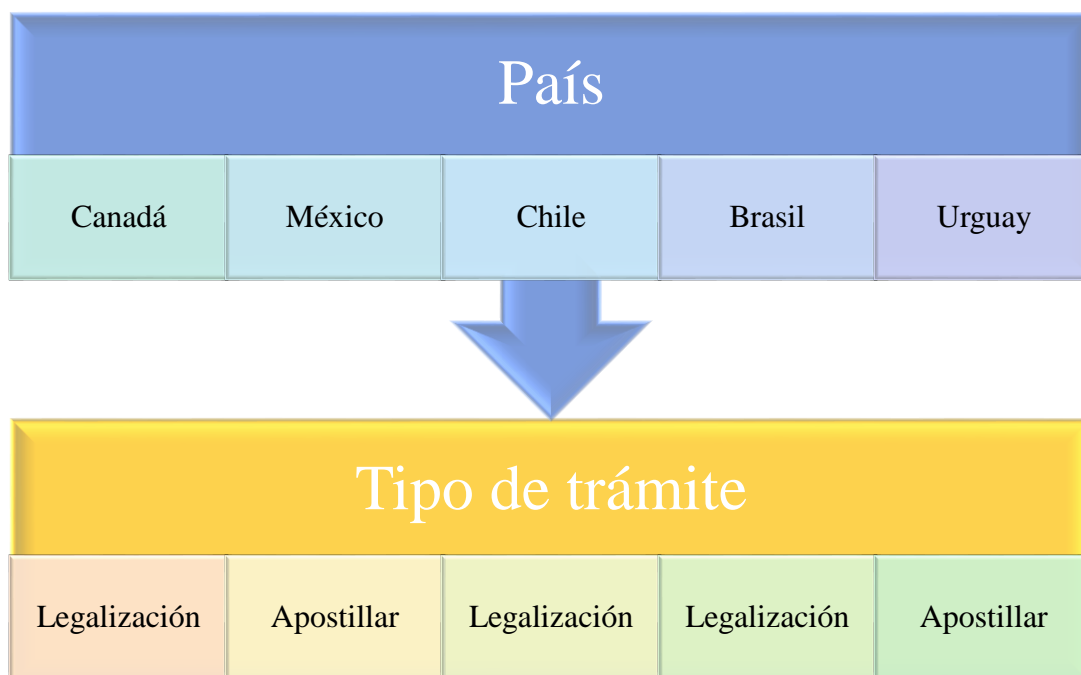 País
Canadá
México
Chile
Brasil
Urguay
Tipo de trámite
Legalización
Apostillar
Legalización
Legalización
Apostillar